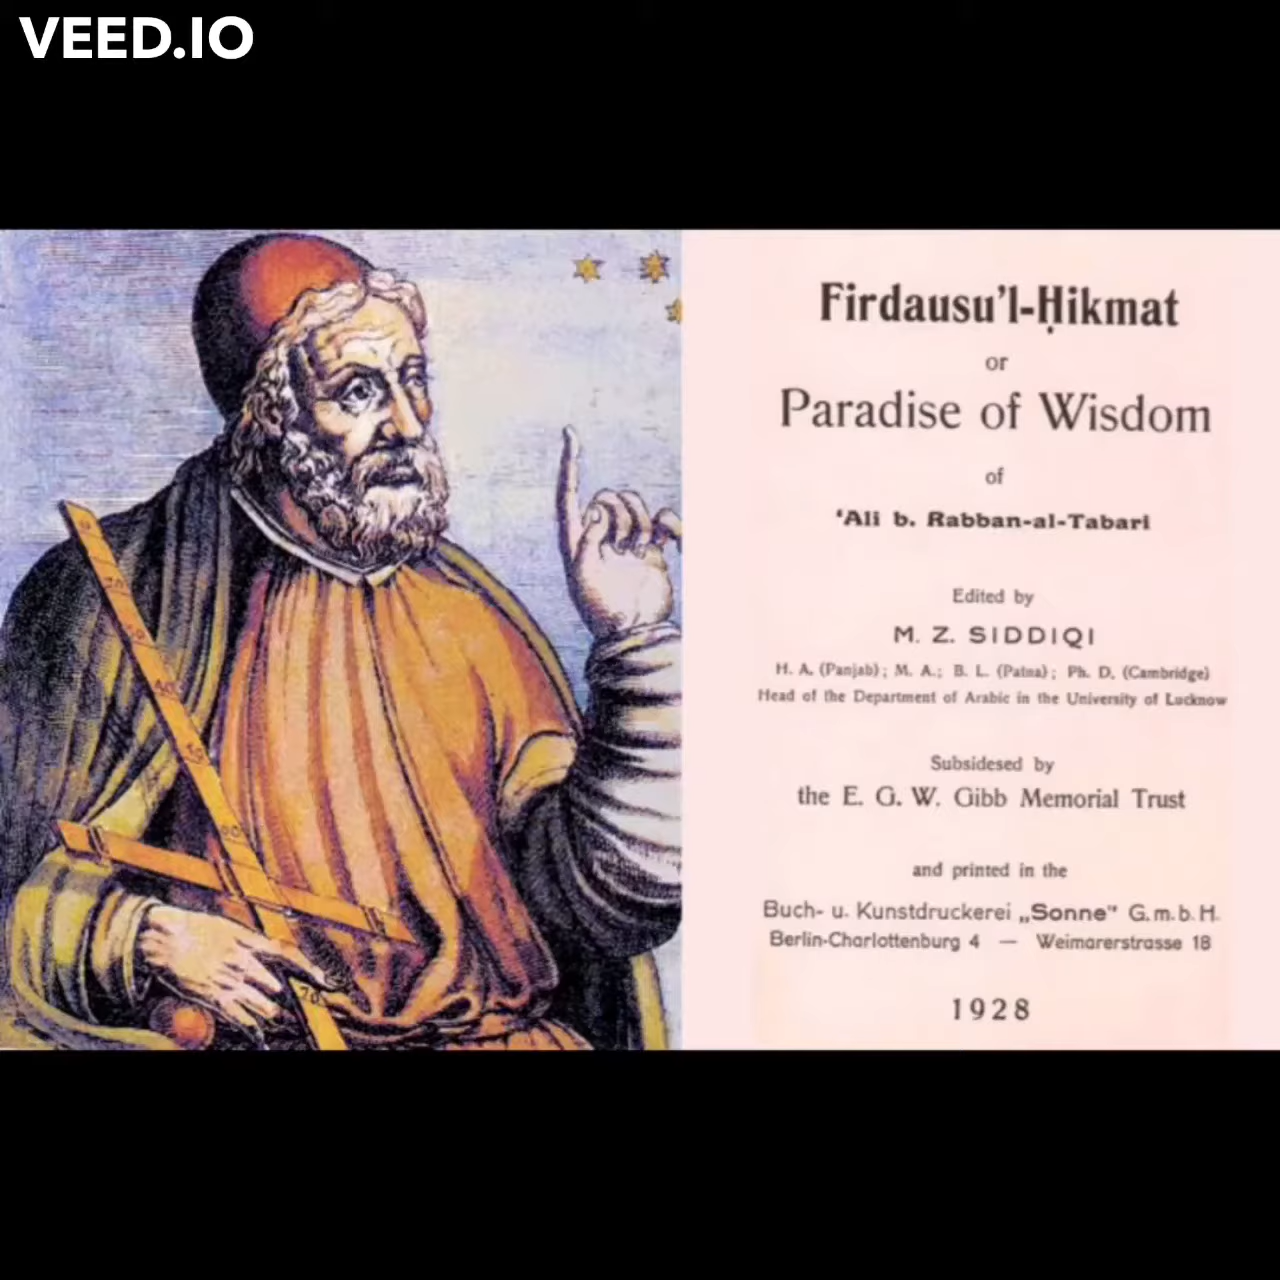 VEED.IO
Firdausu'l-Ḥikmat
or
Paradise of Wisdom
of
'Ali b. Rabban-al-Tabari
Edited by
M. Z. SIDDIQI
H. A. (Panjab); M. A.; B. L. (Patna); Ph. D. (Cambridge)
Head of the Department of Arabic in the University of Lucknow
Subsidesed by
the E. G. W. Gibb Memorial Trust
and printed in the
Buch- u. Kunstdruckerei „Sonne" G.m.b.H.
Berlin-Charlottenburg 4 — Weimarerstrasse 18
1928